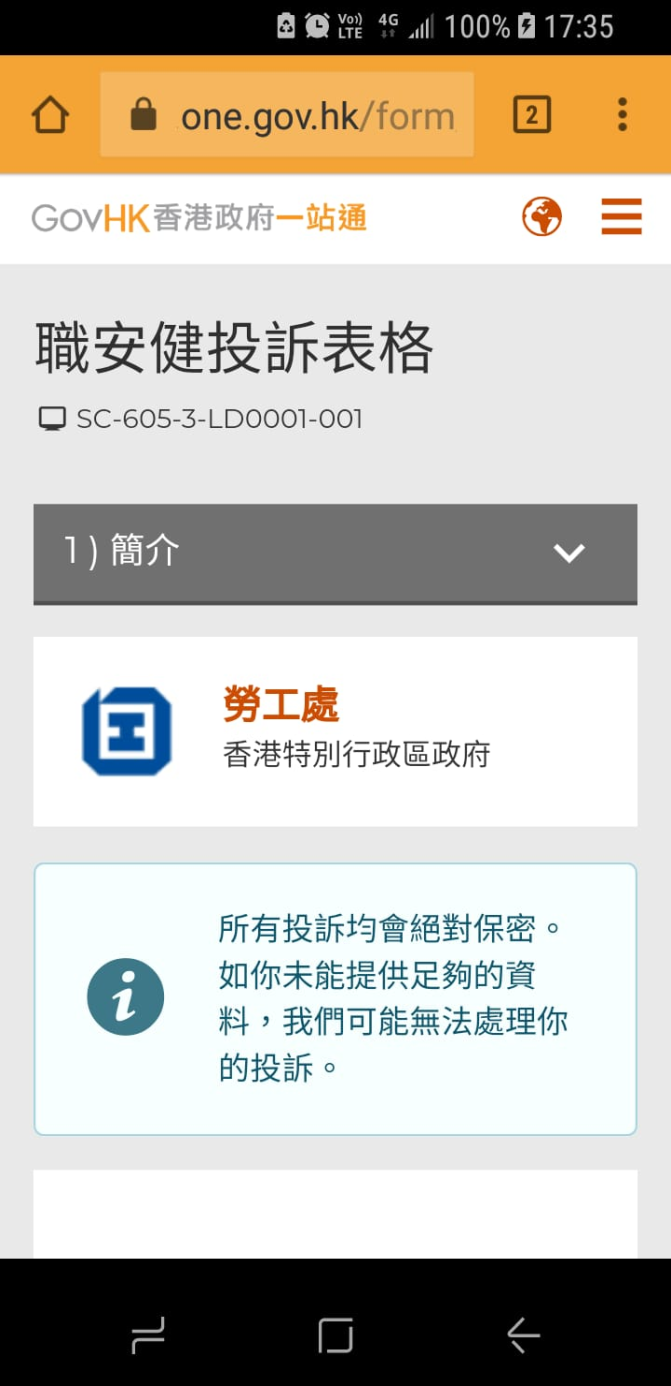 Vo)) LTE 4G 100% 17:35
one.gov.hk/form 2
GovHK香港政府一站通
職安健投訴表格
SC-605-3-LD0001-001
1 ) 簡介
勞工處
香港特別行政區政府
所有投訴均會絕對保密。
如你未能提供足夠的資
料，我們可能無法處理你
的投訴。